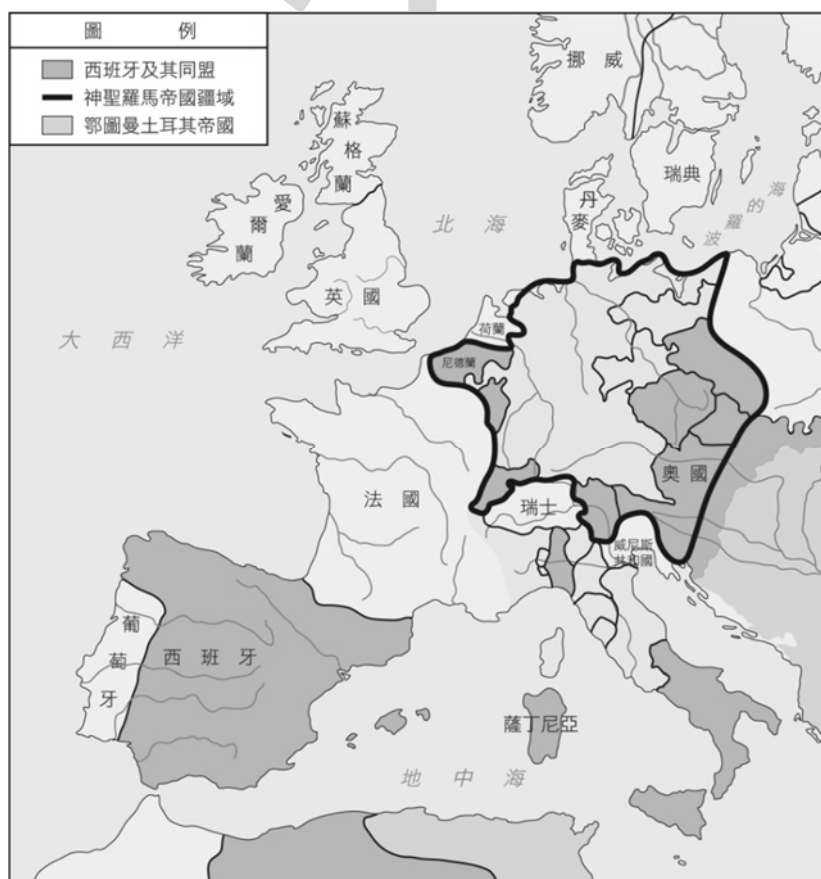 圖 例
西班牙及其同盟
神聖羅馬帝國疆域
鄂圖曼土耳其帝國
挪威
蘇格蘭
瑞典
丹麥
波羅的海
愛爾蘭
北海
英國
大西洋
荷蘭
尼德蘭
法國
奧國
瑞士
威尼斯
共和國
葡萄牙
西班牙
薩丁尼亞
地中海